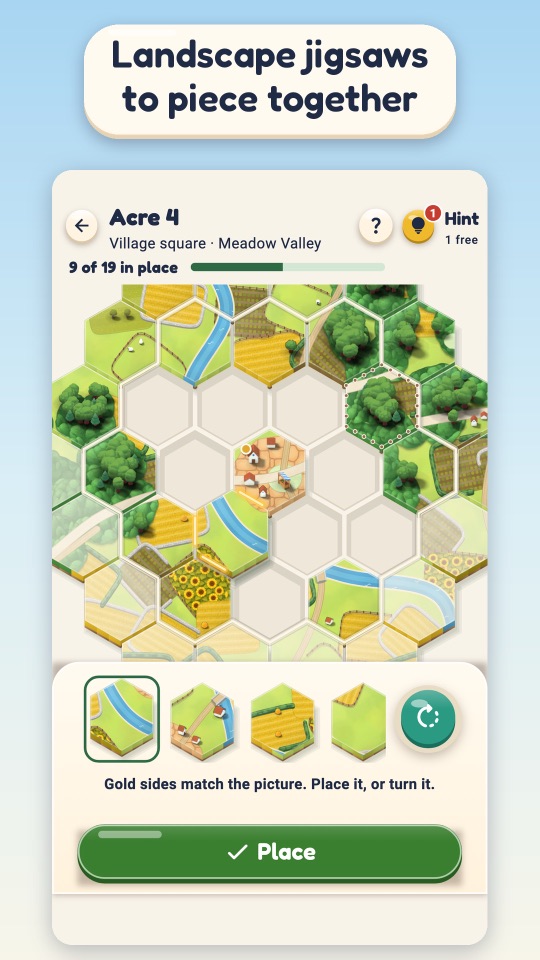 Landscape jigsaws
to piece together
Acre 4
Village square · Meadow Valley
?
1
Hint
1 free
9 of 19 in place
Gold sides match the picture. Place it, or turn it.
Place